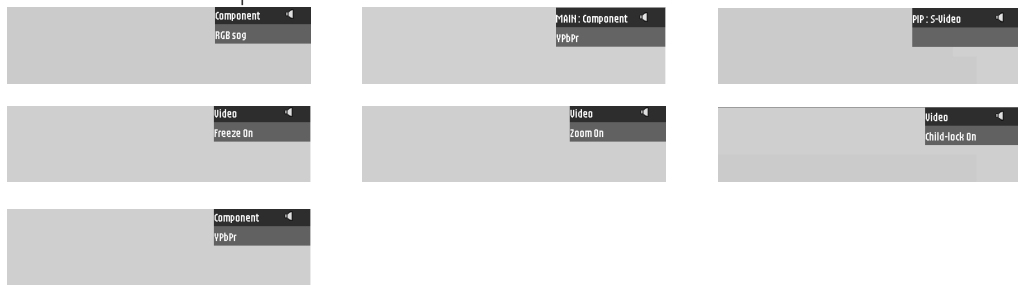 Component
RGB sog
MAIN : Component
YPbPr
PIP : S-Video
Video
Freeze On
Video
Zoom On
Video
Child-lock On
Component
YPbPr